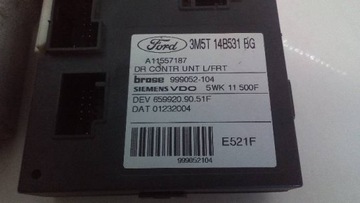 Ford 3M5T 14B531 BG
A11557187
DR CONTR UNT L/FRT
brose 999052-104
SIEMENS VDO 5WK 11 500F
DEV 659920.90.51F
DAT 01232004
E521F
999052104